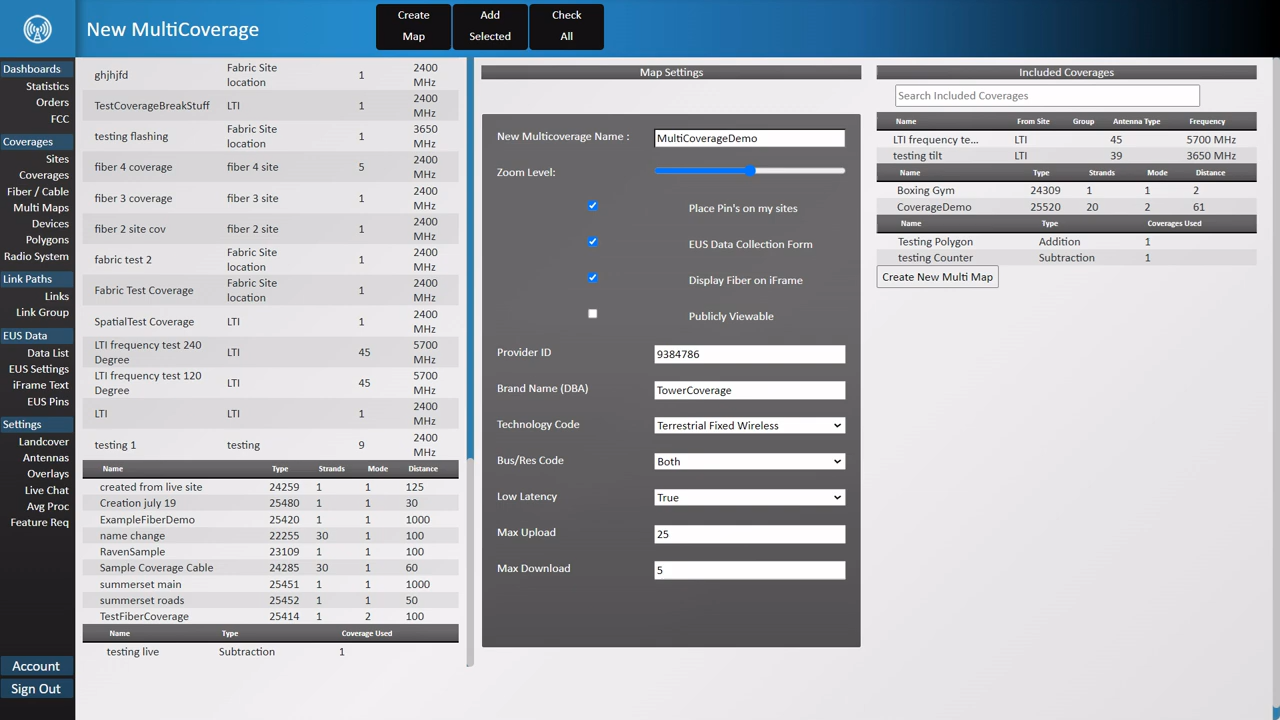 New MultiCoverage
Create Map
Add Selected
Check All
Dashboards
Statistics
Orders
FCC
Coverages
Sites
Coverages
Fiber / Cable
Multi Maps
Devices
Polygons
Radio System
Link Paths
Links
Link Group
EUS Data
Data List
EUS Settings
iFrame Text
EUS Pins
Settings
Landcover
Antennas
Overlays
Live Chat
Avg Proc
Feature Req
Account
Sign Out
ghjhjfd Fabric Site location 1 2400 MHz
TestCoverageBreakStuff LTI 1 2400 MHz
testing flashing Fabric Site location 1 3650 MHz
fiber 4 coverage fiber 4 site 5 2400 MHz
fiber 3 coverage fiber 3 site 1 2400 MHz
fiber 2 site cov fiber 2 site 1 2400 MHz
fabric test 2 Fabric Site location 1 2400 MHz
Fabric Test Coverage Fabric Site location 1 2400 MHz
SpatialTest Coverage LTI 1 2400 MHz
LTI frequency test 240 Degree LTI 45 5700 MHz
LTI frequency test 120 Degree LTI 45 5700 MHz
LTI LTI 1 2400 MHz
testing 1 testing 9 2400 MHz
Name Type Strands Mode Distance
created from live site 24259 1 1 125
Creation july 19 25480 1 1 30
ExampleFiberDemo 25420 1 1 1000
name change 22255 30 1 100
RavenSample 23109 1 1 100
Sample Coverage Cable 24285 30 1 60
summerset main 25451 1 1 1000
summerset roads 25452 1 1 50
TestFiberCoverage 25414 1 2 100
Name Type Coverage Used
testing live Subtraction 1
Map Settings
New Multicoverage Name : MultiCoverageDemo
Zoom Level:
Place Pin's on my sites
EUS Data Collection Form
Display Fiber on iFrame
Publicly Viewable
Provider ID 9384786
Brand Name (DBA) TowerCoverage
Technology Code Terrestrial Fixed Wireless
Bus/Res Code Both
Low Latency True
Max Upload 25
Max Download 5
Included Coverages
Search Included Coverages
Name From Site Group Antenna Type Frequency
LTI frequency te... LTI 45 5700 MHz
testing tilt LTI 39 3650 MHz
Name Type Strands Mode Distance
Boxing Gym 24309 1 1 2
CoverageDemo 25520 20 2 61
Name Type Coverages Used
Testing Polygon Addition 1
testing Counter Subtraction 1
Create New Multi Map